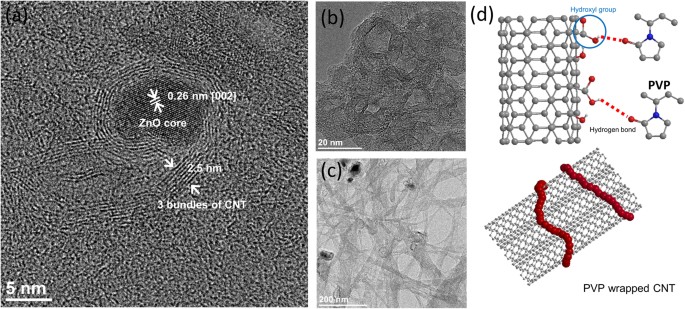 (a)
0.26 nm [002]
ZnO core
2.5 nm
3 bundles of CNT
5 nm
(b)
20 nm
(c)
200 nm
(d)
Hydroxyl group
PVP
Hydrogen bond
PVP wrapped CNT